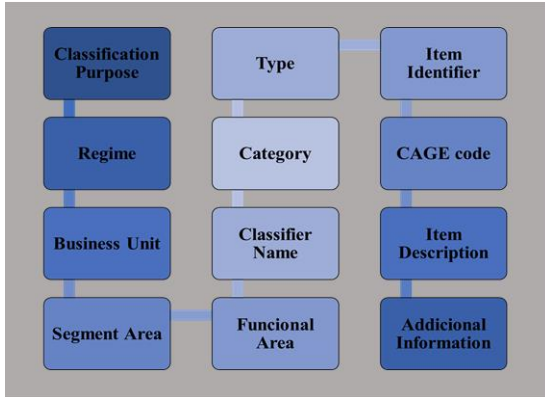 Classification
Purpose
Regime
Business Unit
Segment Area
Funcional
Area
Classifier
Name
Category
Type
Item
Identifier
CAGE code
Item
Description
Addicional
Information